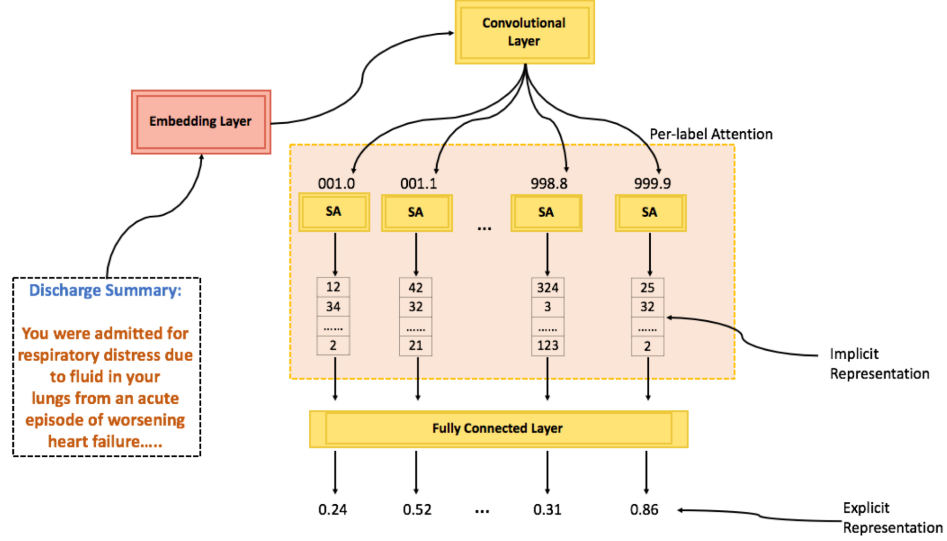 Convolutional
Layer
Embedding Layer
Per-label Attention
001.0 001.1 998.8 999.9
SA SA ... SA SA
12 42 324 25
34 32 3 32
...... ...... ...... ......
2 21 123 2
Discharge Summary:
You were admitted for
respiratory distress due
to fluid in your
lungs from an acute
episode of worsening
heart failure.....
Implicit
Representation
Fully Connected Layer
0.24 0.52 ... 0.31 0.86
Explicit
Representation